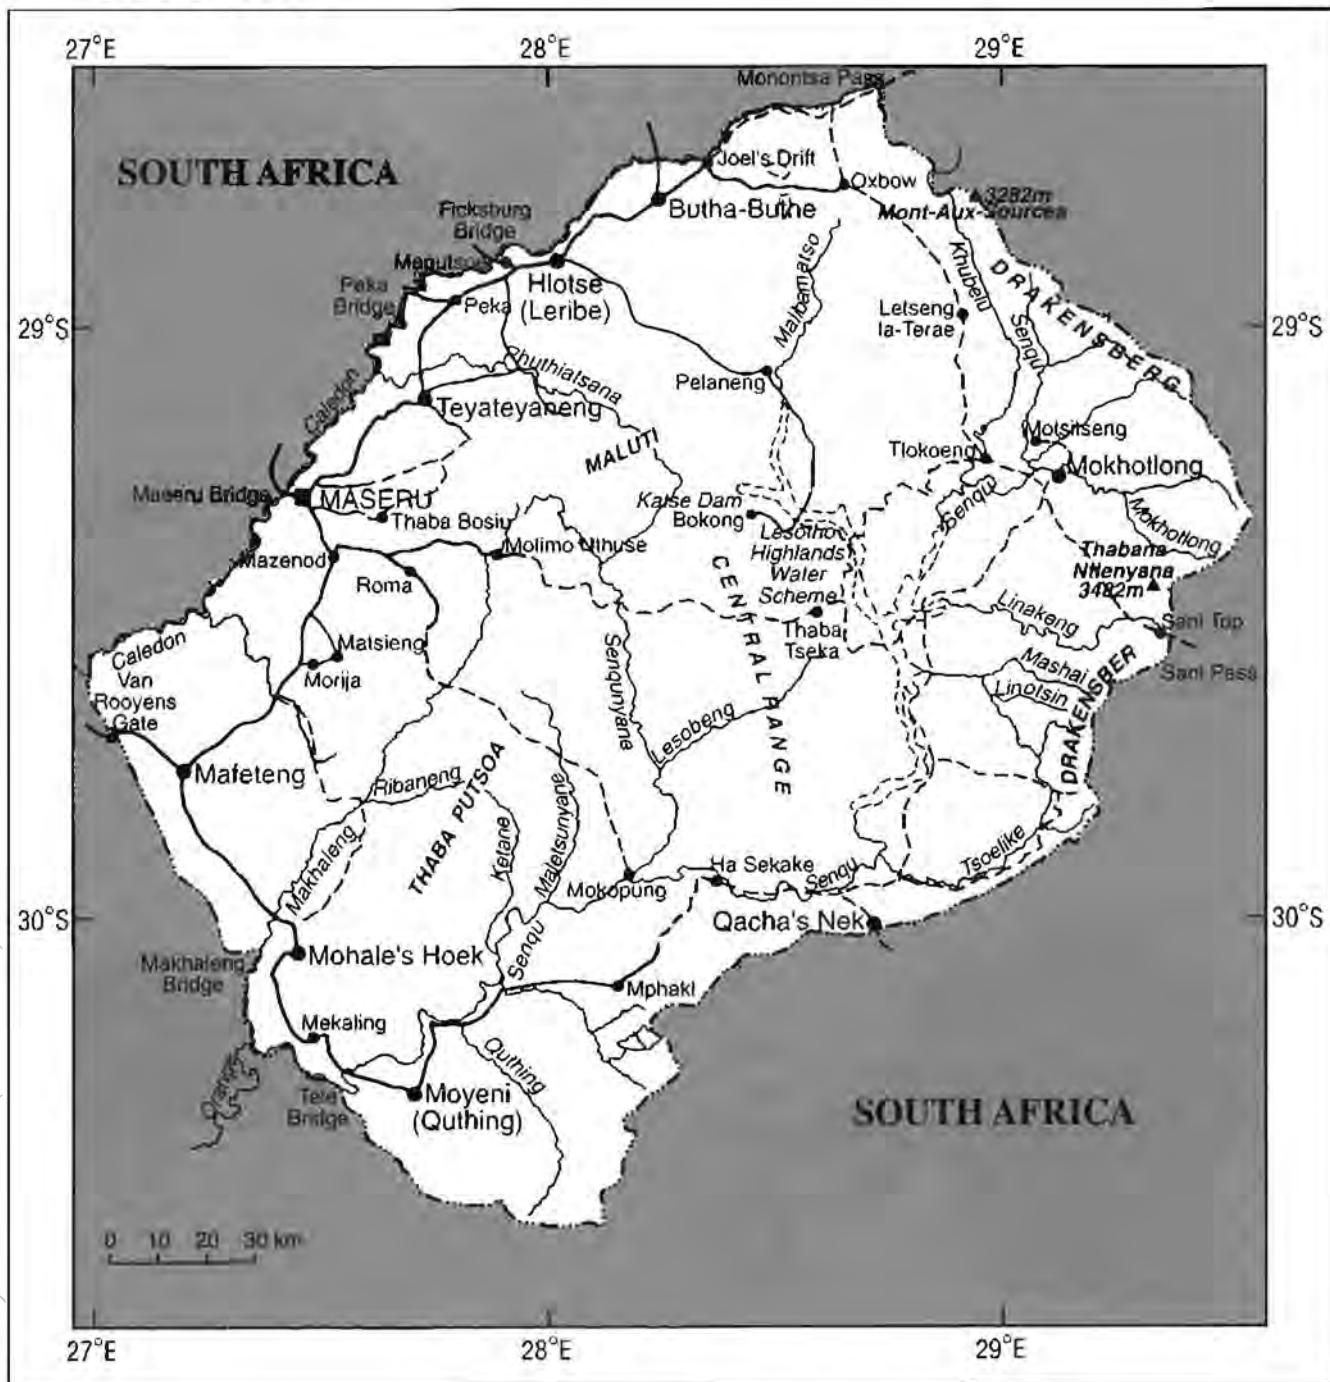 27°E
28°E
29°E
Monontsa Pass
SOUTH AFRICA
Joel's Drift
Oxbow
3282m
Mont-Aux-Sources
Butha-Buthe
Ficksburg
Bridge
Maputsoe
Hlotse
(Leribe)
Peka
Bridge
Peka
Malibamatso
Khubelu
Senqu
DRAKENSBERG
Letseng
la-Terae
29°S
29°S
Phuthiatsana
Pelaneng
Caledon
Teyateyaneng
MALUTI
Motsitseng
Tlokoeng
Mokhotlong
Maseru Bridge
MASERU
Thaba Bosiu
Katse Dam
Bokong
Senqu
Mokhotlong
Mazenod
Molimo Nthuse
Lesotho
Highlands
Water
Scheme
Roma
Thabana
Ntlenyana
3482m
CENTRAL RANGE
Linakeng
Sani Top
Thaba
Tseka
Caledon
Matsieng
Morija
Van
Rooyens
Gate
Senqunyane
Mashai
Sani Pass
Linotsin
DRAKENSBER
Lesobeng
Mafeteng
Ribaneng
THABA PUTSOA
Maletsunyane
Ketane
Makhaleng
Tsoelike
Ha Sekake
Senqu
Mokopung
30°S
30°S
Qacha's Nek
Senqu
Mohale's Hoek
Makhaleng
Bridge
Mphaki
Mekaling
Quthing
Orange
Tele
Bridge
Moyeni
(Quthing)
SOUTH AFRICA
0 10 20 30 km
27°E
28°E
29°E